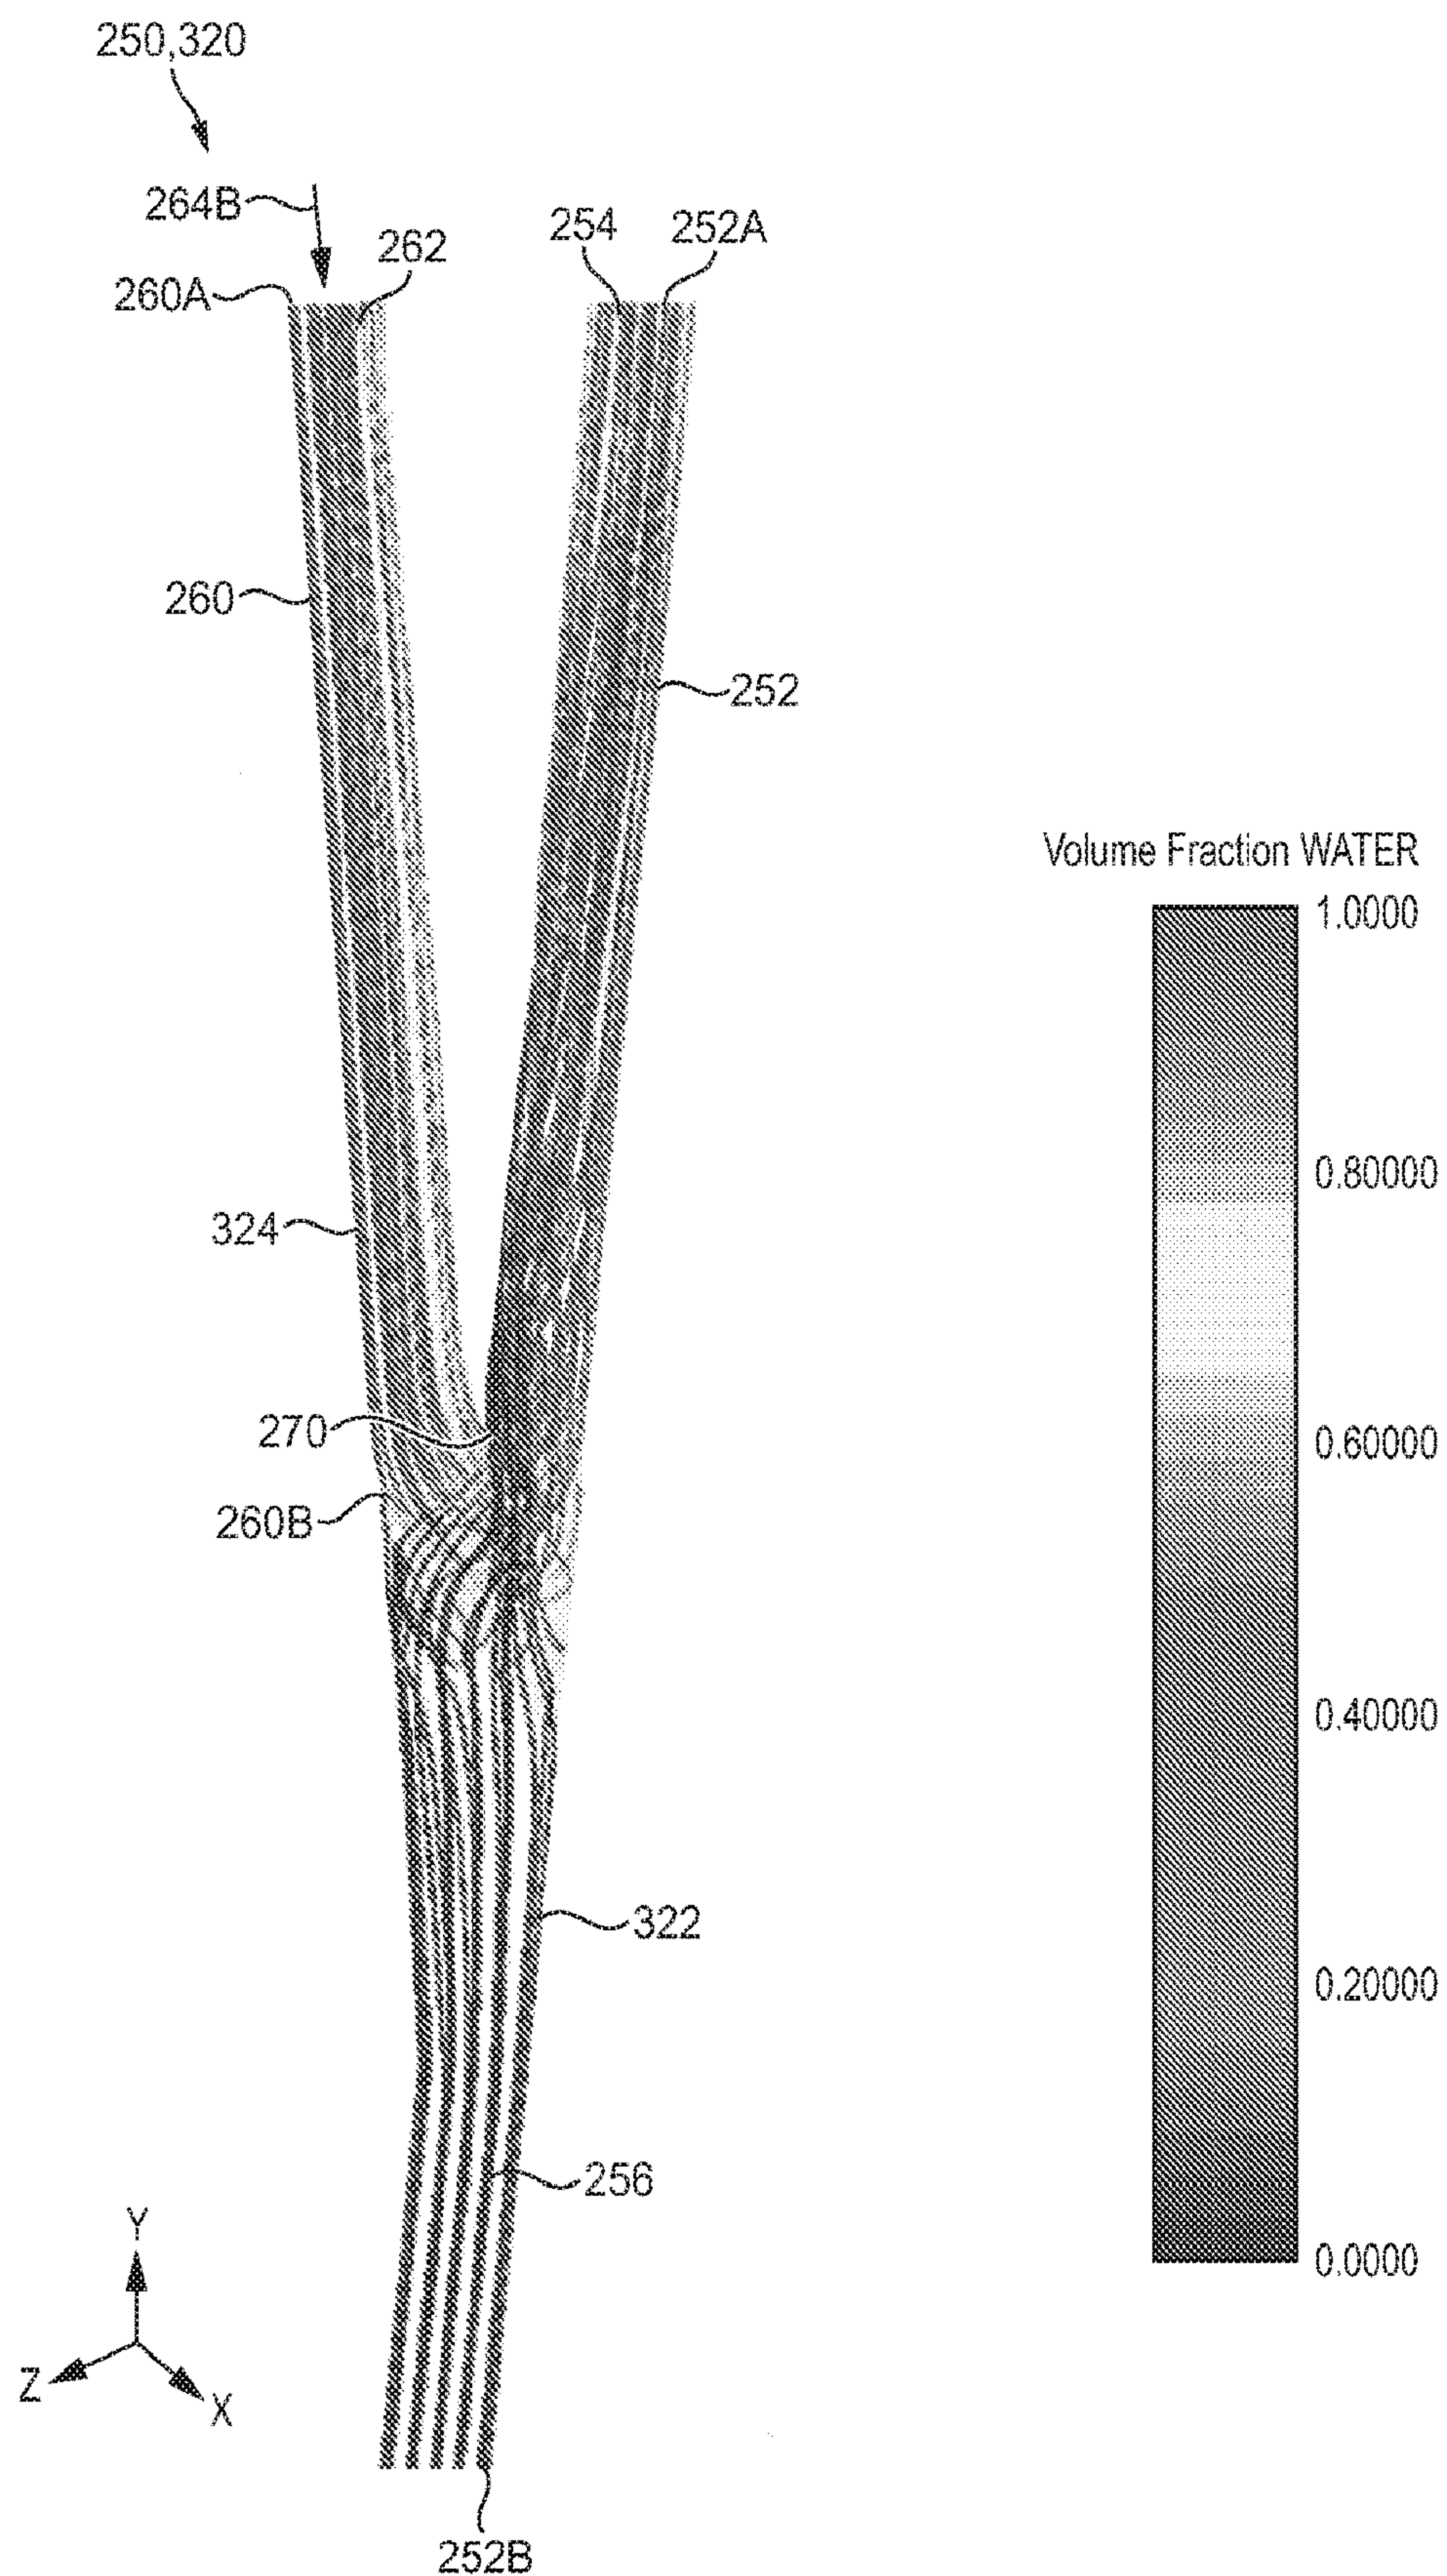 250,320
264B
262
254
252A
260A
260
252
Volume Fraction WATER
1.0000
0.80000
324
270
0.60000
260B
0.40000
322
0.20000
256
Y
0.0000
Z
X
252B